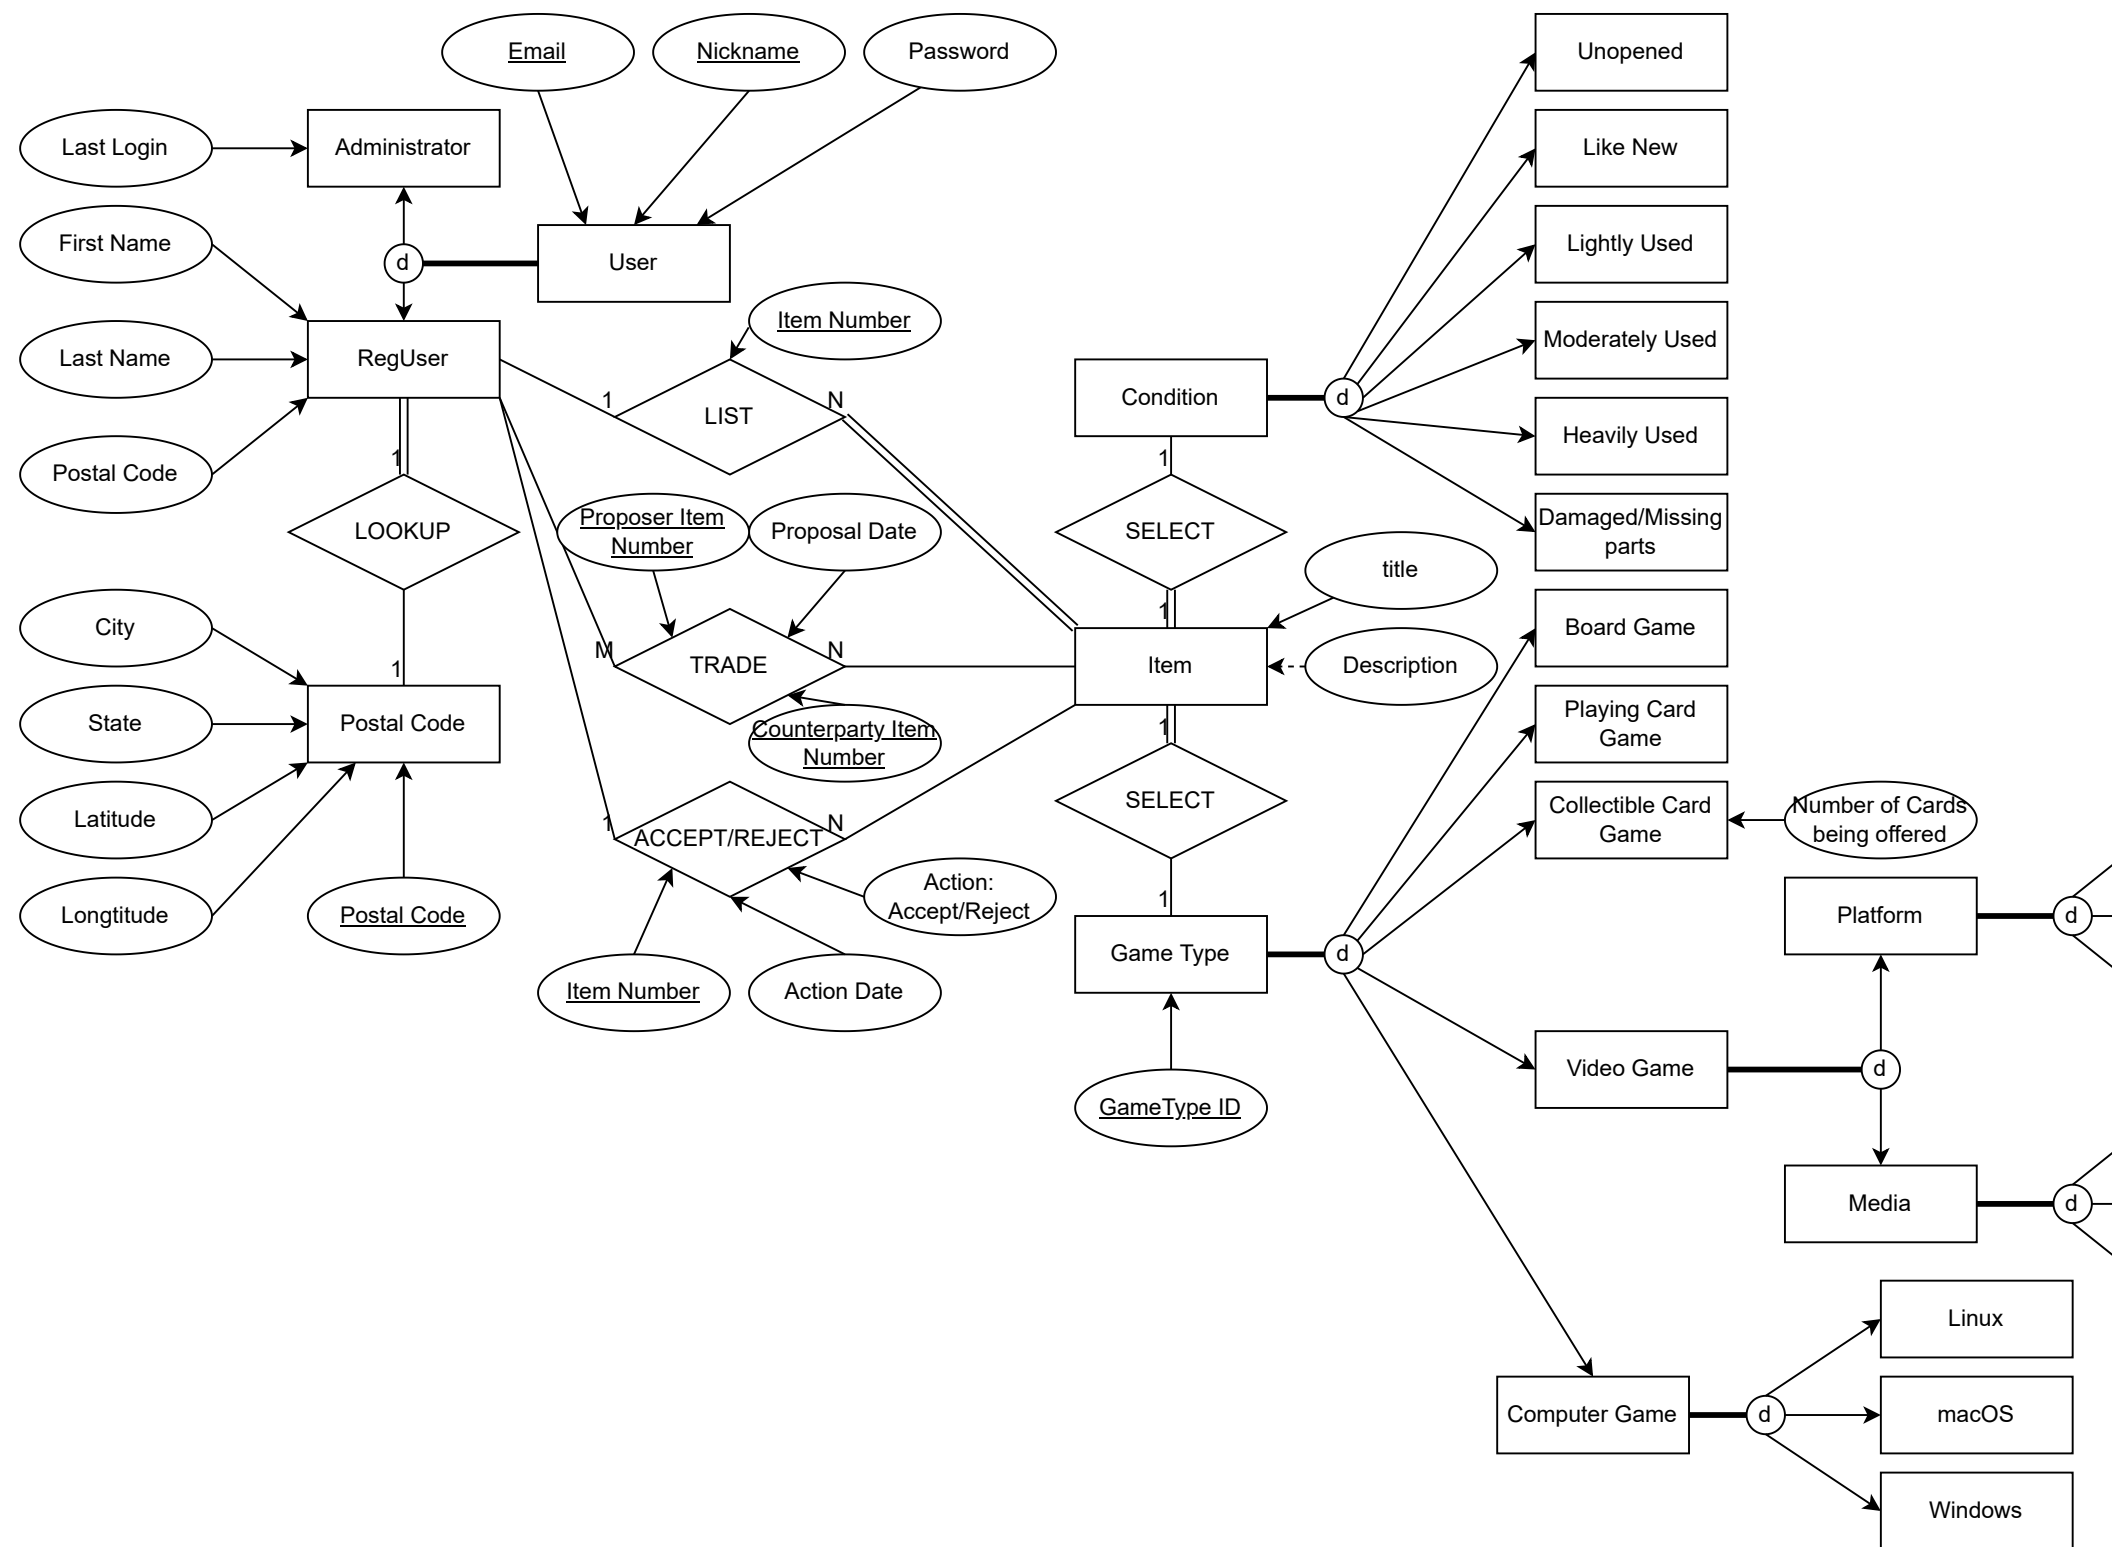 Email
Nickname
Password
Unopened
Last Login
Administrator
Like New
First Name
d
User
Lightly Used
Item Number
Last Name
RegUser
Moderately Used
1
N
LIST
Condition
d
Heavily Used
Postal Code
1
1
LOOKUP
Proposer Item
Number
Proposal Date
SELECT
Damaged/Missing
parts
title
City
1
Board Game
M
N
TRADE
Item
Description
1
State
Postal Code
Counterparty Item
Number
1
Playing Card
Game
Latitude
1
N
ACCEPT/REJECT
SELECT
Collectible Card
Game
Number of Cards
being offered
Longtitude
Postal Code
Action:
Accept/Reject
1
Platform
d
Game Type
d
Item Number
Action Date
Video Game
d
GameType ID
Media
d
Linux
Computer Game
d
macOS
Windows